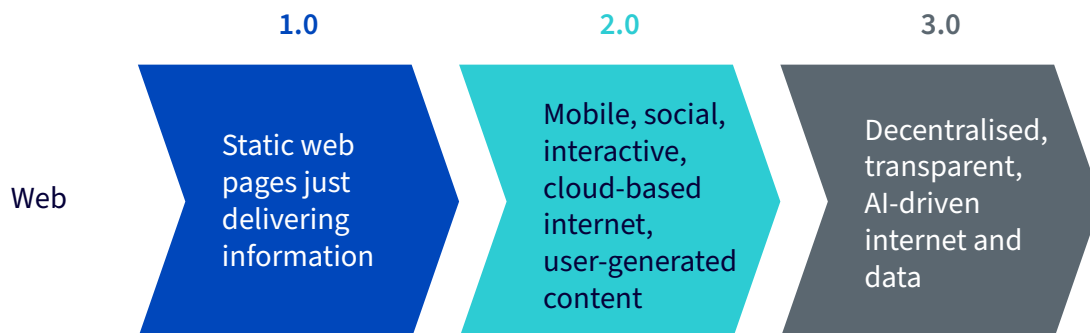 1.0
2.0
3.0
Web
Static web
pages just
delivering
information
Mobile, social,
interactive,
cloud-based
internet,
user-generated
content
Decentralised,
transparent,
AI-driven
internet and
data